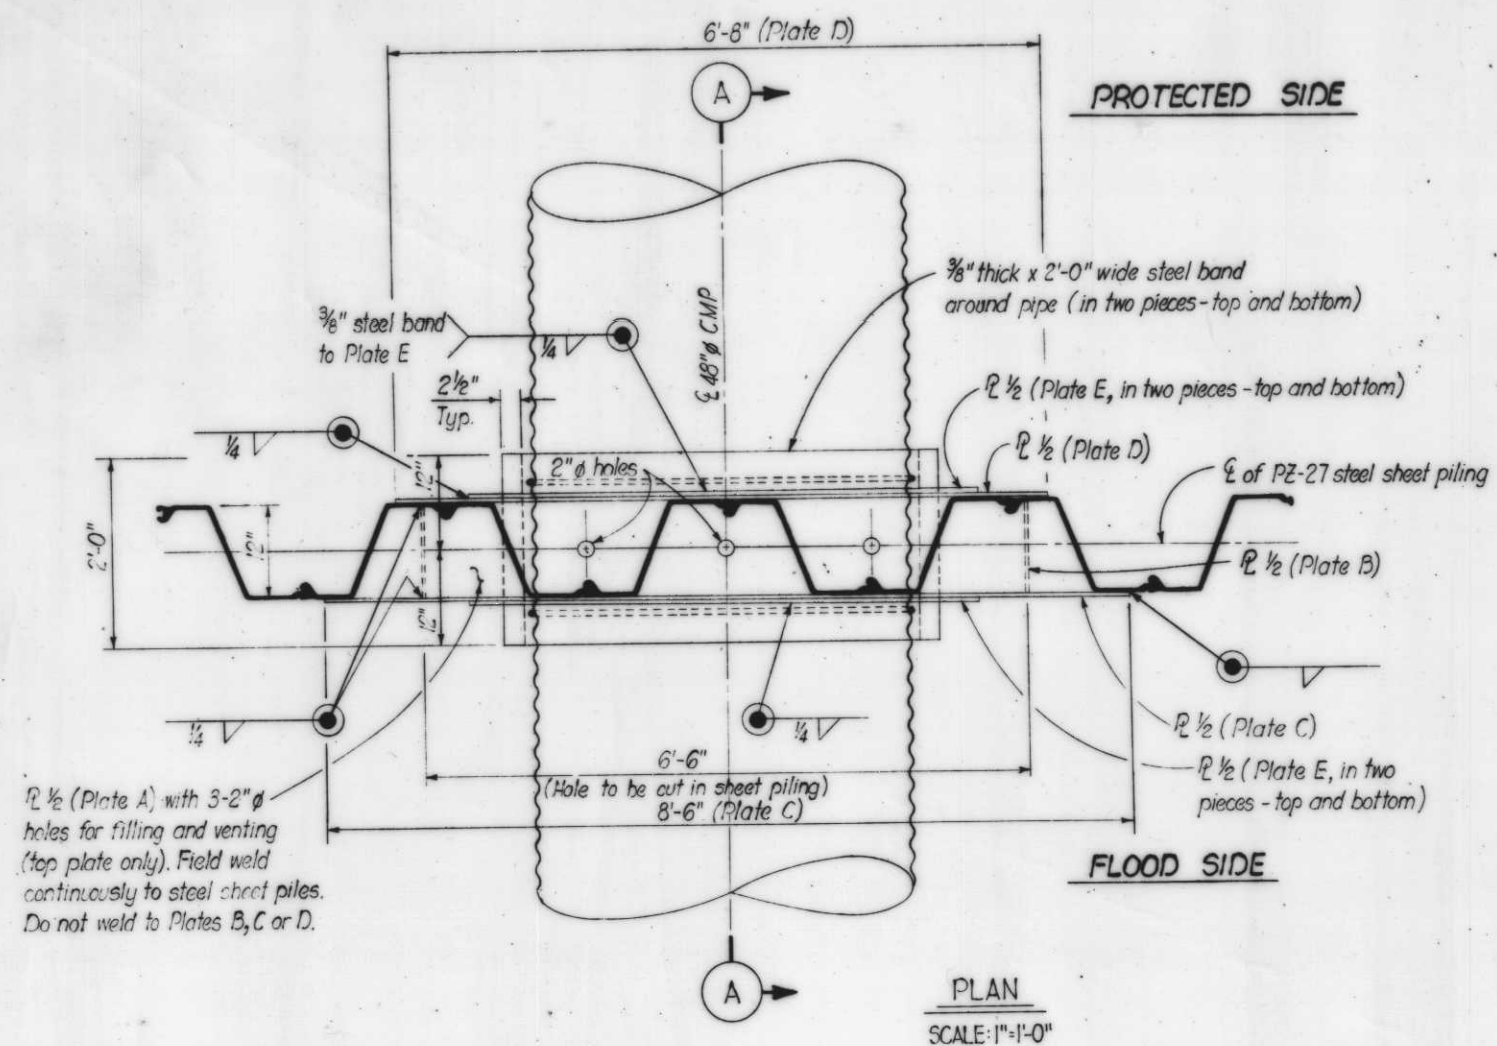 6'-8" (Plate D)
A
PROTECTED SIDE
3/8" thick x 2'-0" wide steel band
around pipe (in two pieces - top and bottom)
3/8" steel band
to Plate E
1/4
℄ 48"ø CMP
2 1/2"
Typ.
℞ 1/2 (Plate E, in two pieces - top and bottom)
1/4
℞ 1/2 (Plate D)
2"ø holes
12"
℄ of PZ-27 steel sheet piling
2'-0"
12"
℞ 1/2 (Plate B)
12"
1/4
1/4
℞ 1/2 (Plate C)
6'-6"
(Hole to be cut in sheet piling)
8'-6" (Plate C)
℞ 1/2 (Plate E, in two
pieces - top and bottom)
℞ 1/2 (Plate A) with 3-2"ø
holes for filling and venting
(top plate only). Field weld
continuously to steel sheet piles.
Do not weld to Plates B, C or D.
FLOOD SIDE
A
PLAN
SCALE: 1"=1'-0"